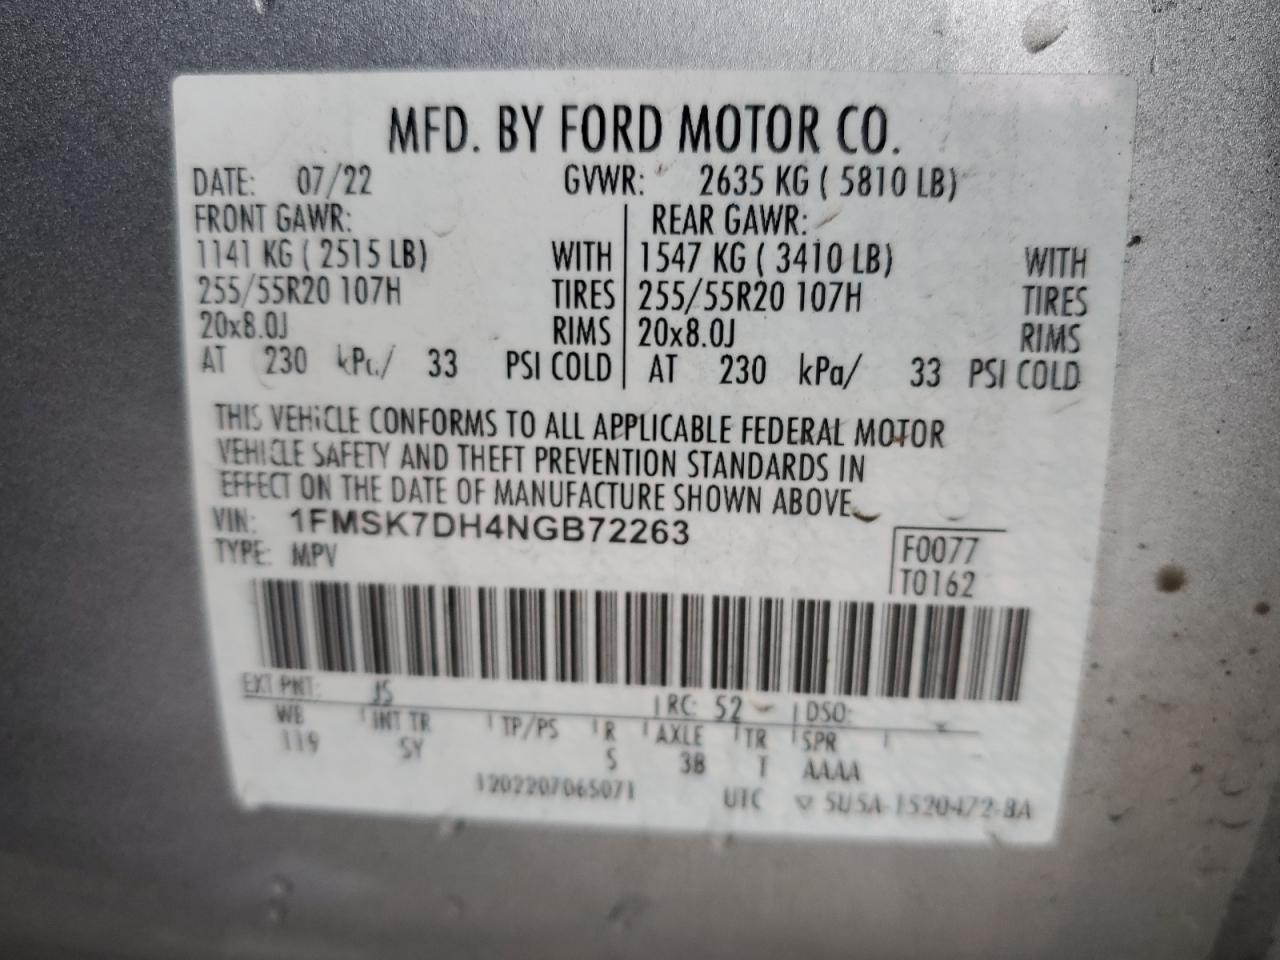 MFD. BY FORD MOTOR CO.
DATE: 07/22 GVWR: 2635 KG ( 5810 LB)
FRONT GAWR: REAR GAWR:
1141 KG ( 2515 LB) WITH 1547 KG ( 3410 LB) WITH
255/55R20 107H TIRES 255/55R20 107H TIRES
20x8.0J RIMS 20x8.0J RIMS
AT 230 kPa/ 33 PSI COLD AT 230 kPa/ 33 PSI COLD
THIS VEHICLE CONFORMS TO ALL APPLICABLE FEDERAL MOTOR
VEHICLE SAFETY AND THEFT PREVENTION STANDARDS IN
EFFECT ON THE DATE OF MANUFACTURE SHOWN ABOVE.
VIN: 1FMSK7DH4NGB72263
TYPE: MPV
F0077
T0162
EXT PNT: JS RC: 52 DSO:
WB INT TR TP/PS R AXLE TR SPR
119 SY S 3B T AAAA
1202207065071 UTC ▽ 5U5A-1520472-BA